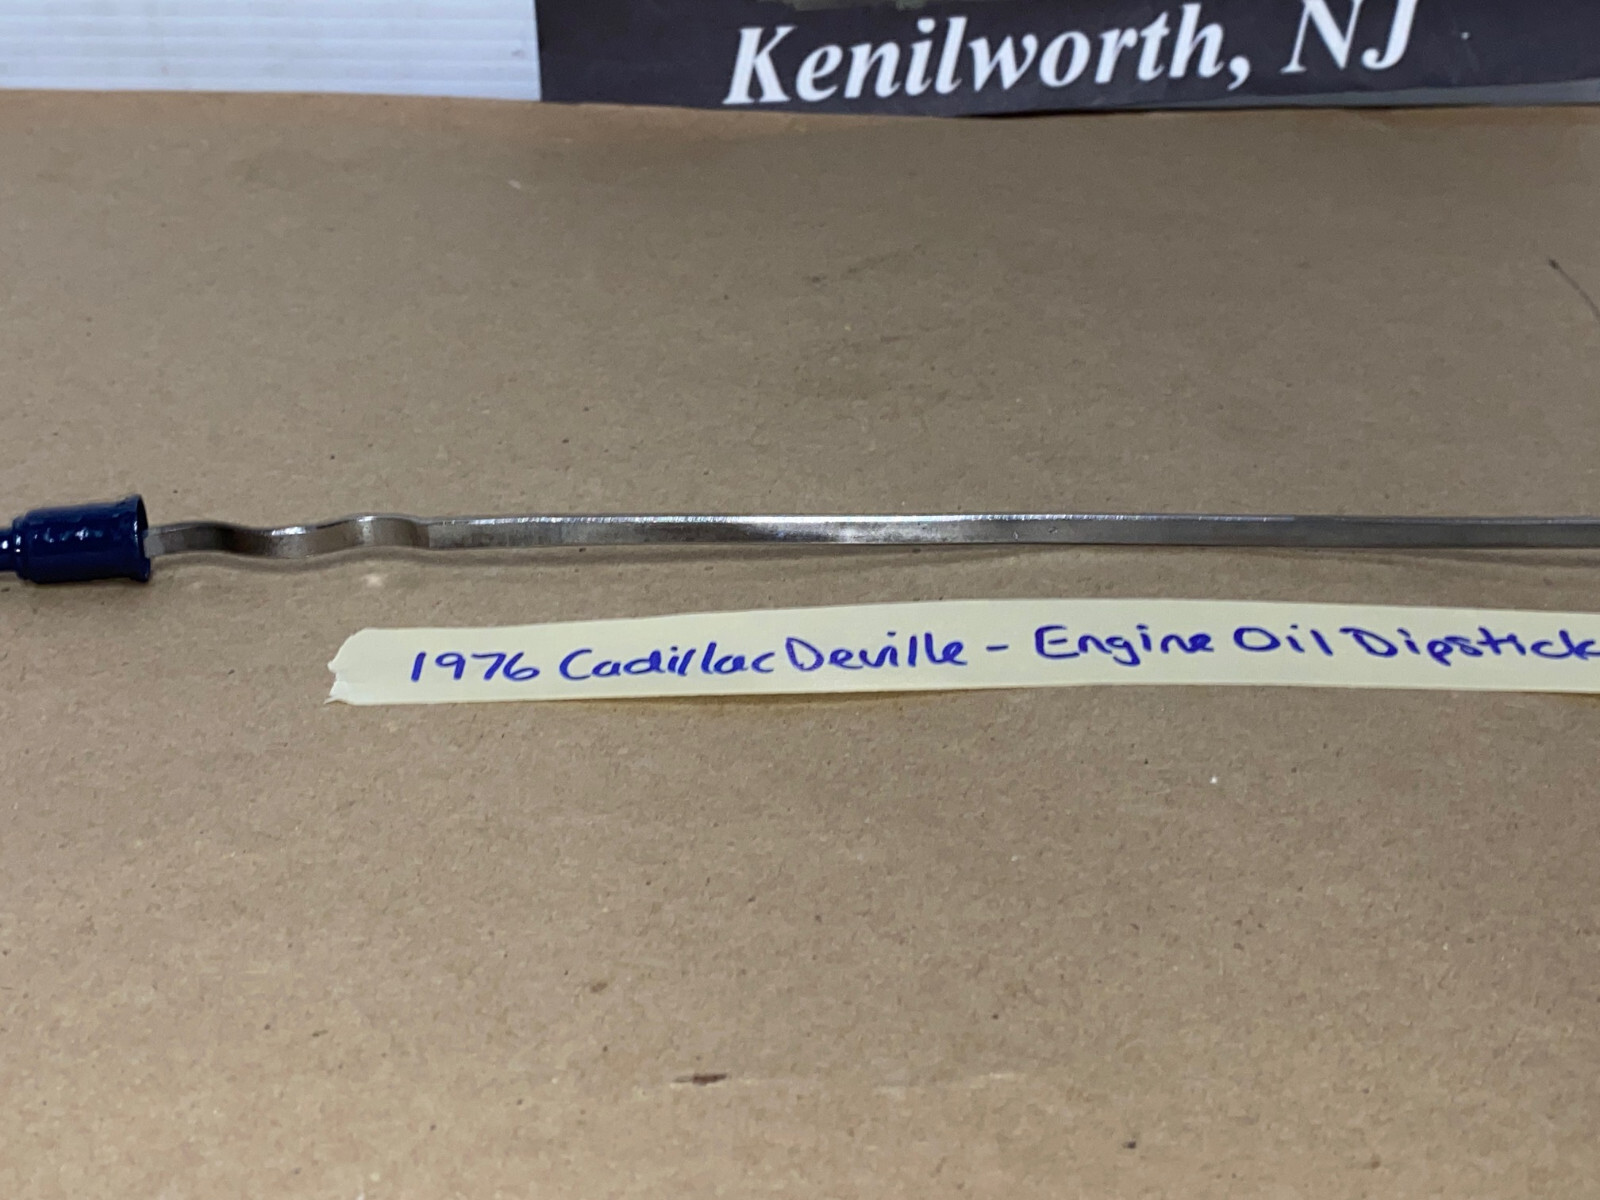 Kenilworth, NJ
1976 Cadillac Deville - Engine Oil Dipstick